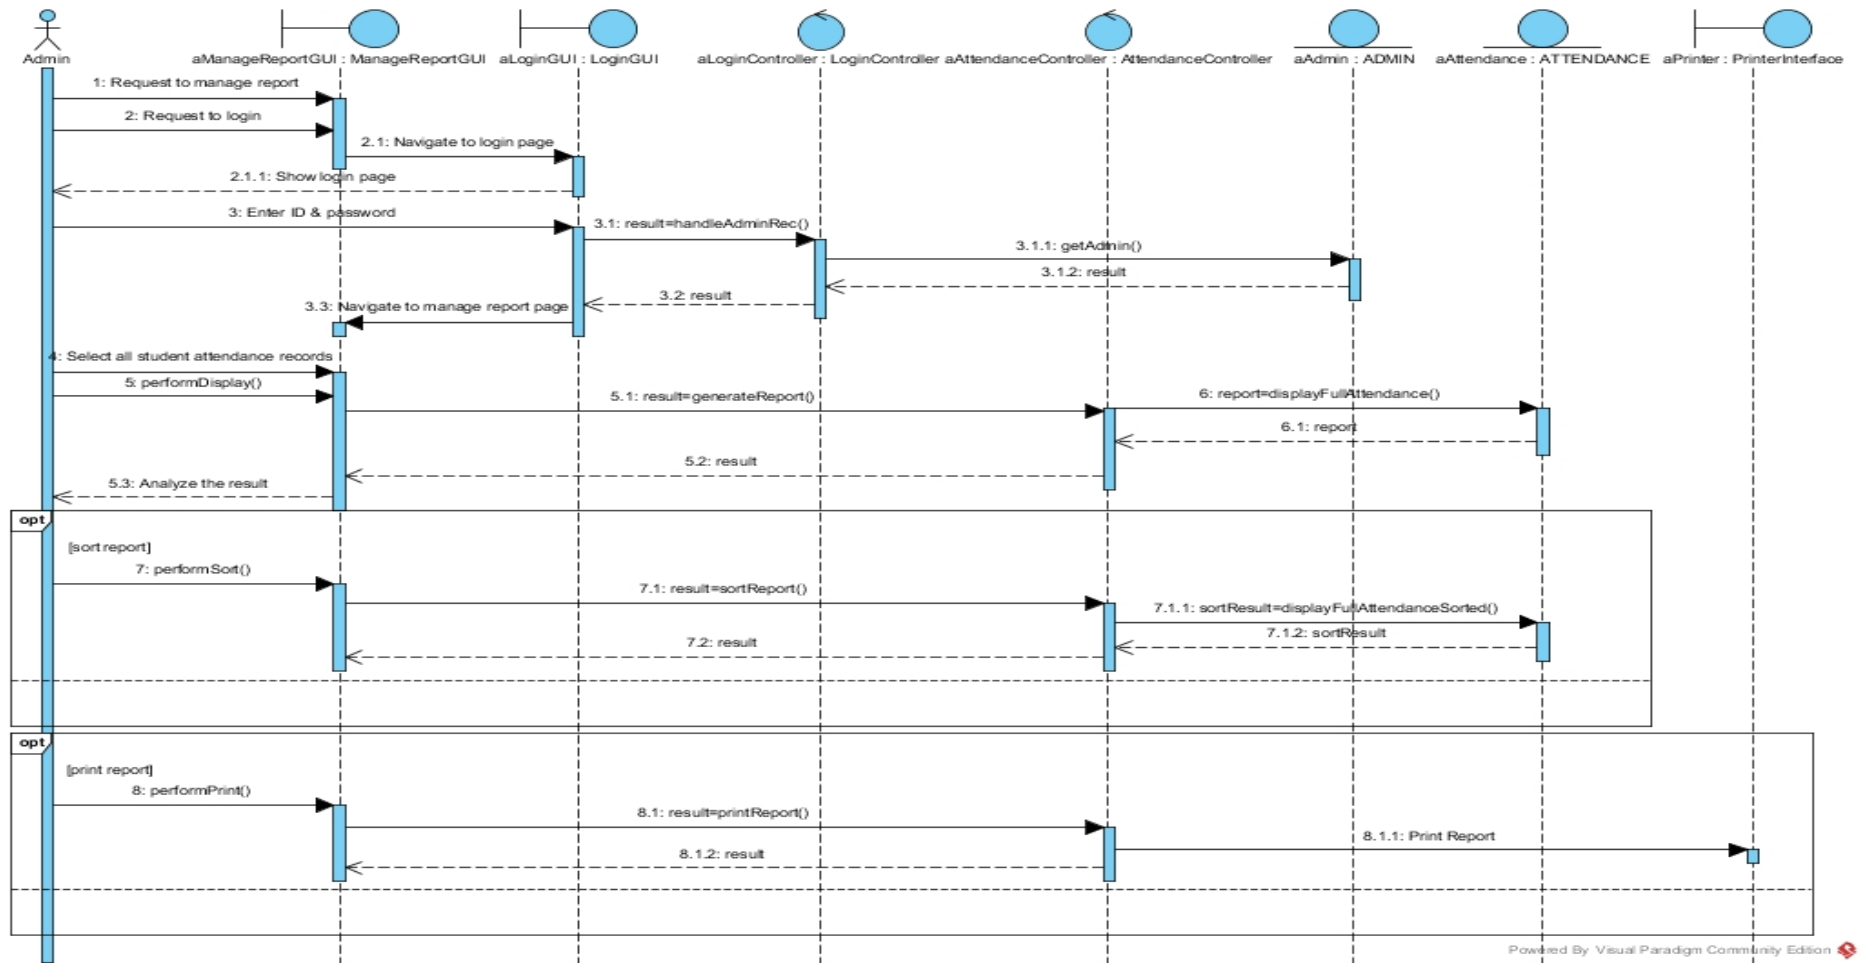 Admin
aManageReportGUI : ManageReportGUI
aLoginGUI : LoginGUI
aLoginController : LoginController
aAttendanceController : AttendanceController
aAdmin : ADMIN
aAttendance : ATTENDANCE
aPrinter : PrinterInterface
1: Request to manage report
2: Request to login
2.1: Navigate to login page
2.1.1: Show login page
3: Enter ID & password
3.1: result=handleAdminRec()
3.1.1: getAdmin()
3.1.2: result
3.2: result
3.3: Navigate to manage report page
4: Select all student attendance records
5: performDisplay()
5.1: result=generateReport()
6: report=displayFullAttendance()
6.1: report
5.2: result
5.3: Analyze the result
opt
[sort report]
7: performSort()
7.1: result=sortReport()
7.1.1: sortResult=displayFullAttendanceSorted()
7.1.2: sortResult
7.2: result
opt
[print report]
8: performPrint()
8.1: result=printReport()
8.1.1: Print Report
8.1.2: result
Powered By Visual Paradigm Community Edition